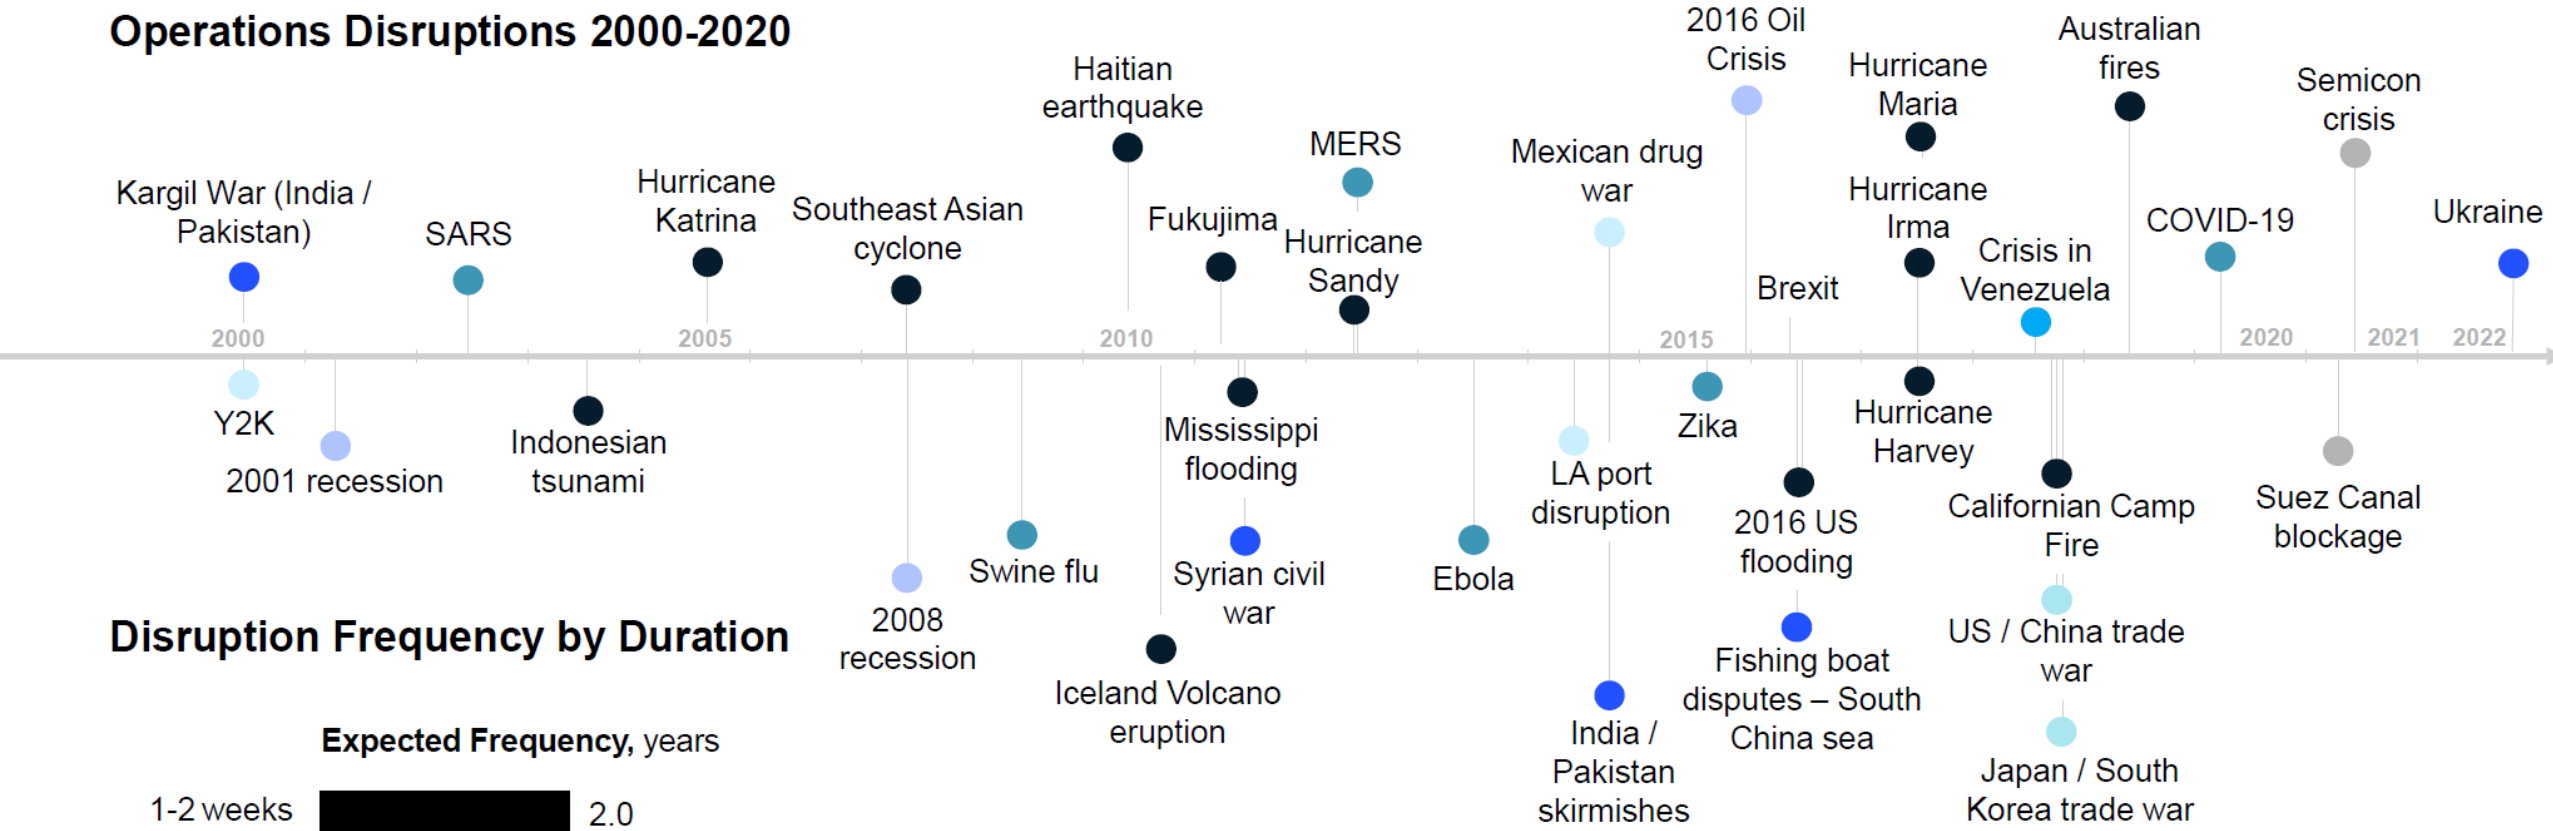 Operations Disruptions 2000-2020
Kargil War (India /
Pakistan)
SARS
Hurricane
Katrina
Southeast Asian
cyclone
Haitian
earthquake
Fukujima
MERS
Hurricane
Sandy
Mexican drug
war
2016 Oil
Crisis
Brexit
Hurricane
Maria
Hurricane
Irma
Crisis in
Venezuela
Australian
fires
COVID-19
Semicon
crisis
Ukraine
2000
2005
2010
2015
2020
2021
2022
Y2K
2001 recession
Indonesian
tsunami
2008
recession
Swine flu
Iceland Volcano
eruption
Mississippi
flooding
Syrian civil
war
Ebola
LA port
disruption
India /
Pakistan
skirmishes
Zika
2016 US
flooding
Fishing boat
disputes – South
China sea
Hurricane
Harvey
Californian Camp
Fire
US / China trade
war
Japan / South
Korea trade war
Suez Canal
blockage
Disruption Frequency by Duration
Expected Frequency, years
1-2 weeks 2.0